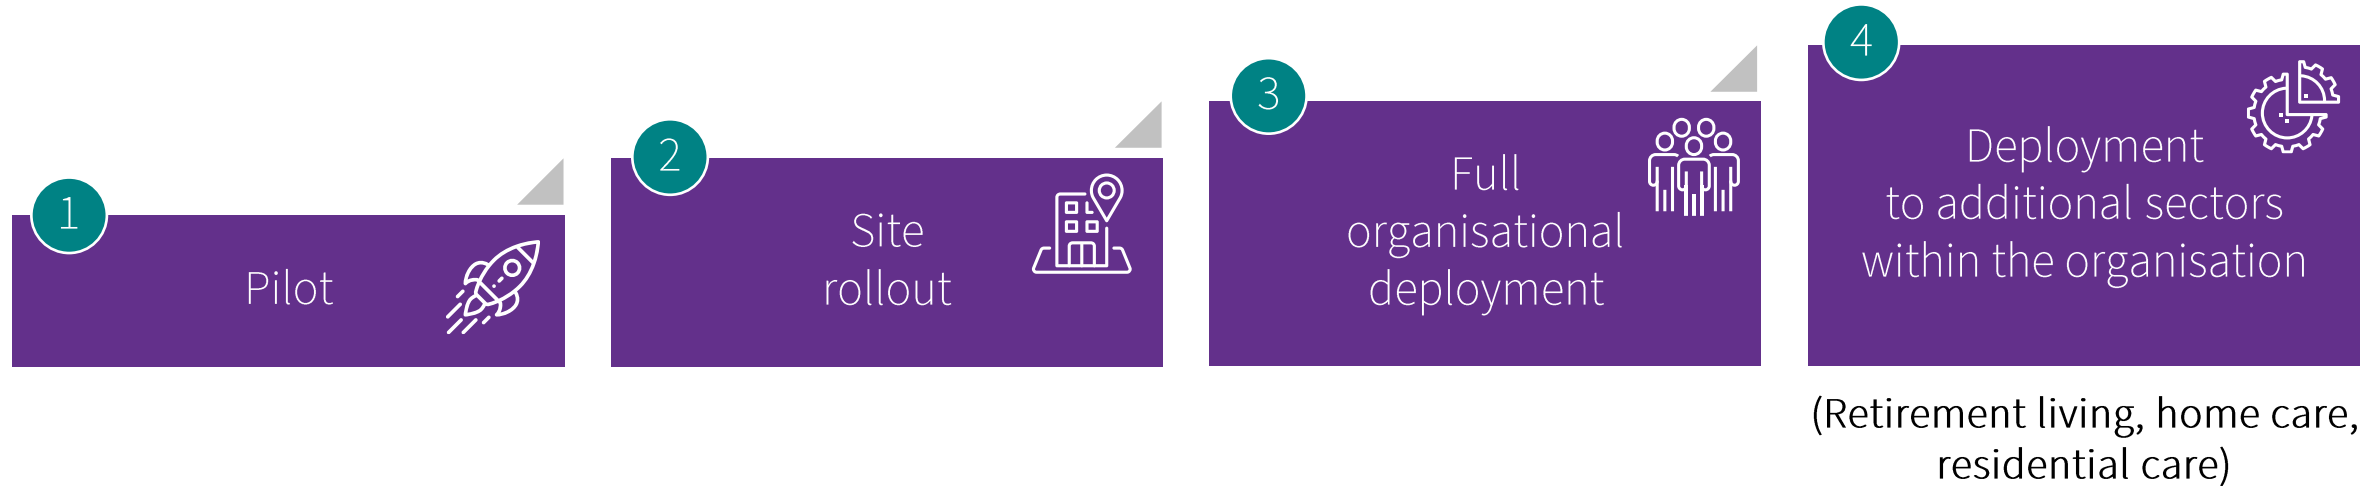 1
Pilot
2
Site
rollout
3
Full
organisational
deployment
4
Deployment
to additional sectors
within the organisation
(Retirement living, home care,
residential care)